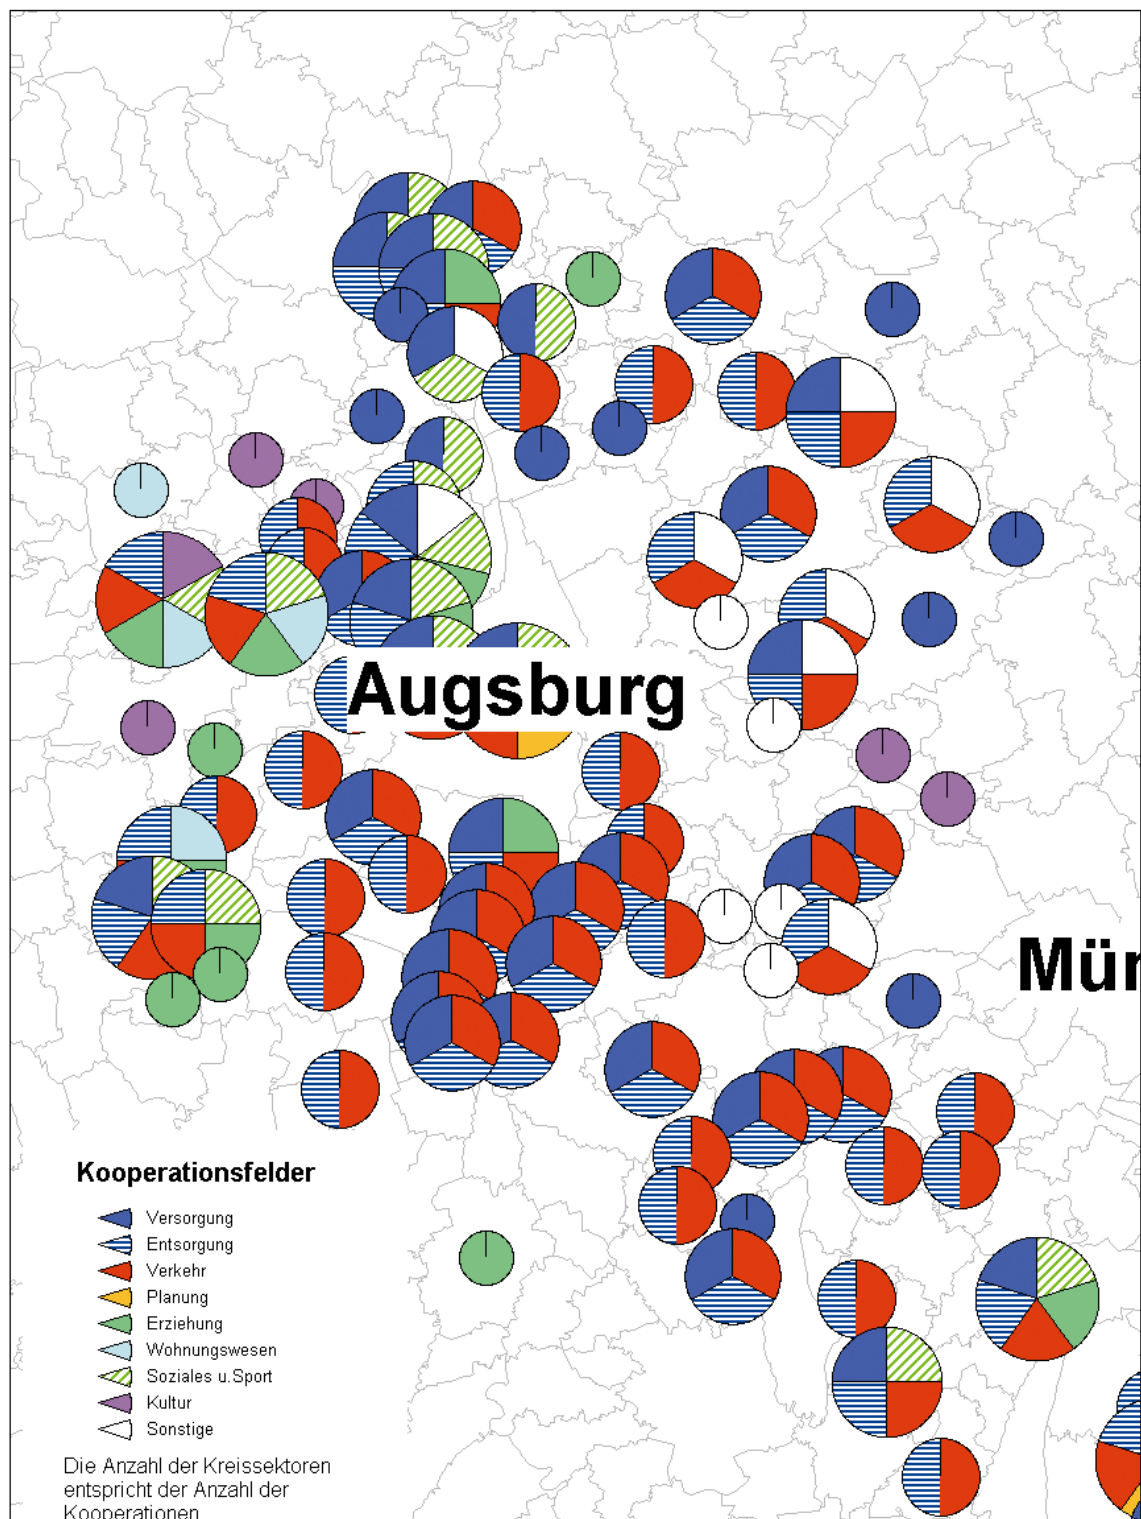 Augsburg
Mün
Kooperationsfelder
Versorgung
Entsorgung
Verkehr
Planung
Erziehung
Wohnungswesen
Soziales u.Sport
Kultur
Sonstige
Die Anzahl der Kreissektoren
entspricht der Anzahl der
Kooperationen